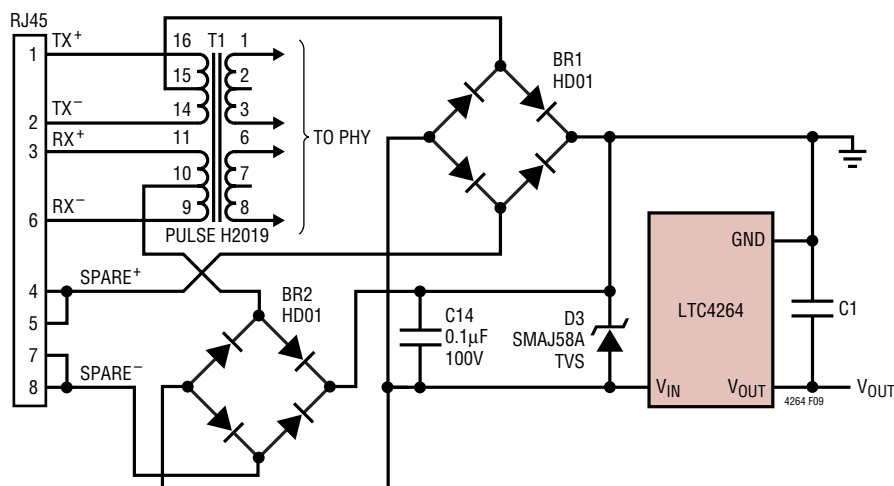 RJ45
1
TX+
2
TX−
3
RX+
6
RX−
4
SPARE+
5
7
8
SPARE−
16
T1
1
15
2
14
3
11
6
10
7
9
8
PULSE H2019
TO PHY
BR1
HD01
BR2
HD01
C14
0.1µF
100V
D3
SMAJ58A
TVS
GND
LTC4264
VIN
VOUT
C1
4264 F09
VOUT